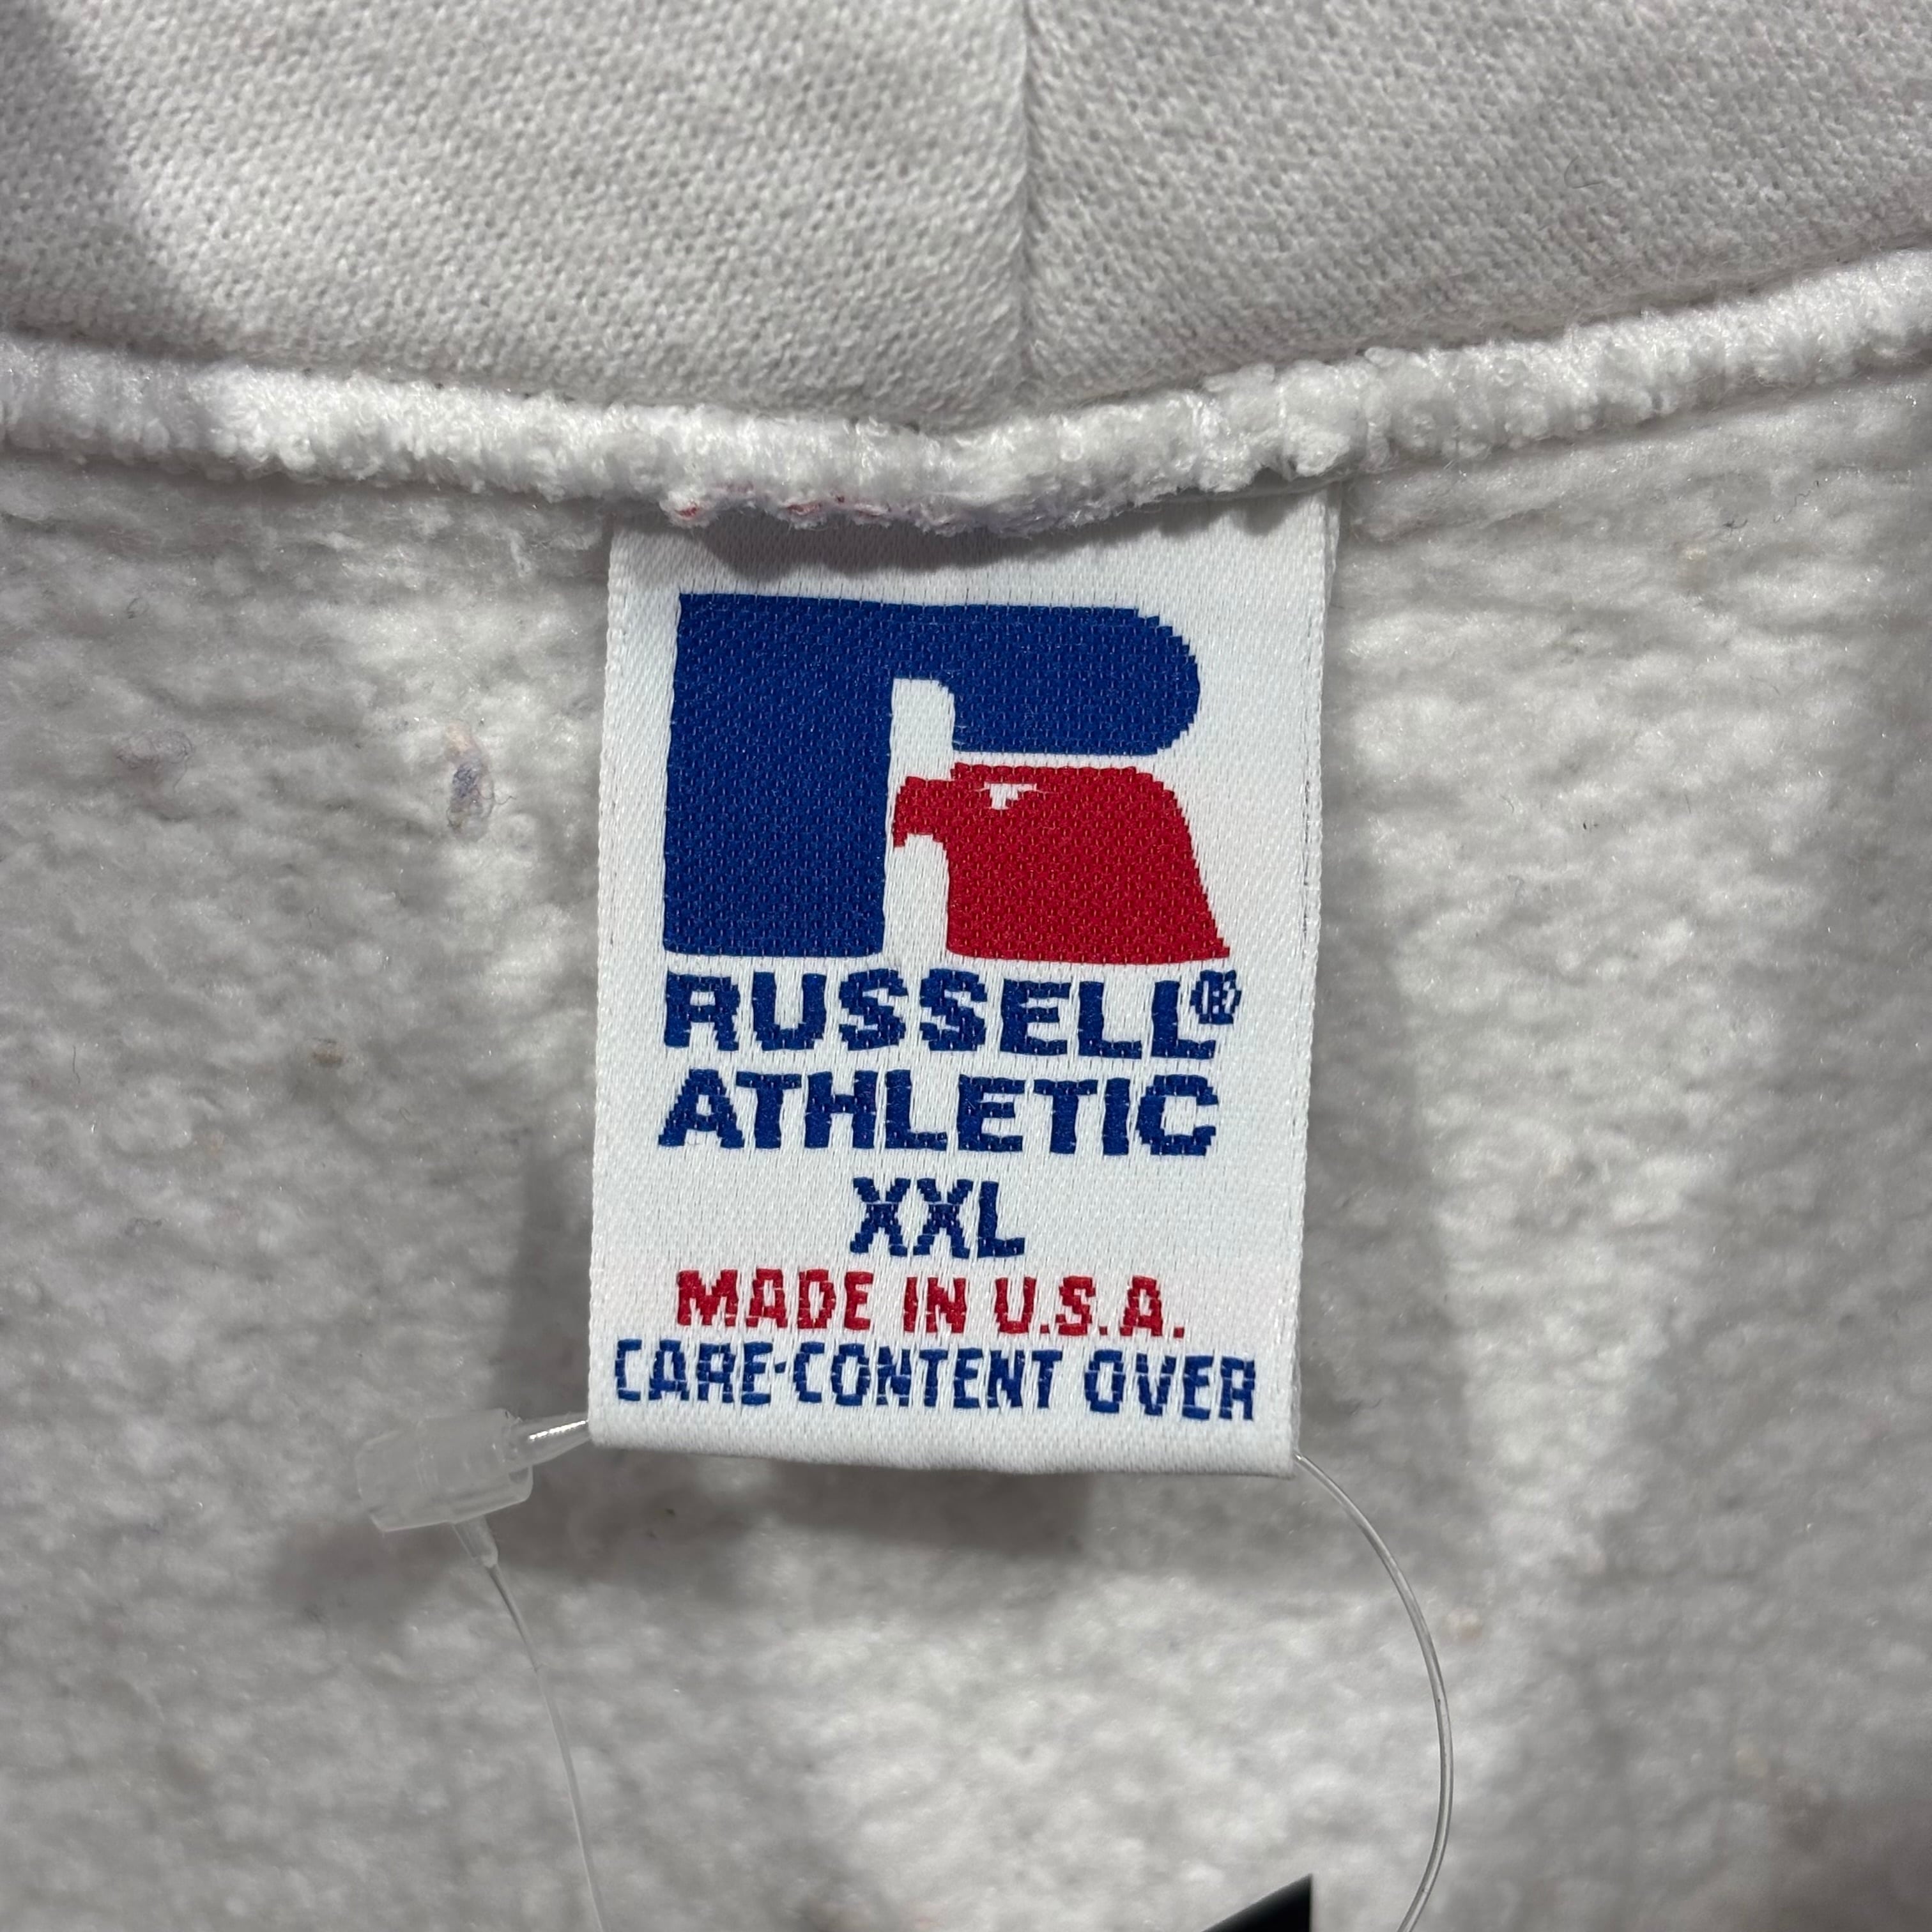 RUSSELL®
ATHLETIC
XXL
MADE IN U.S.A.
CARE·CONTENT OVER